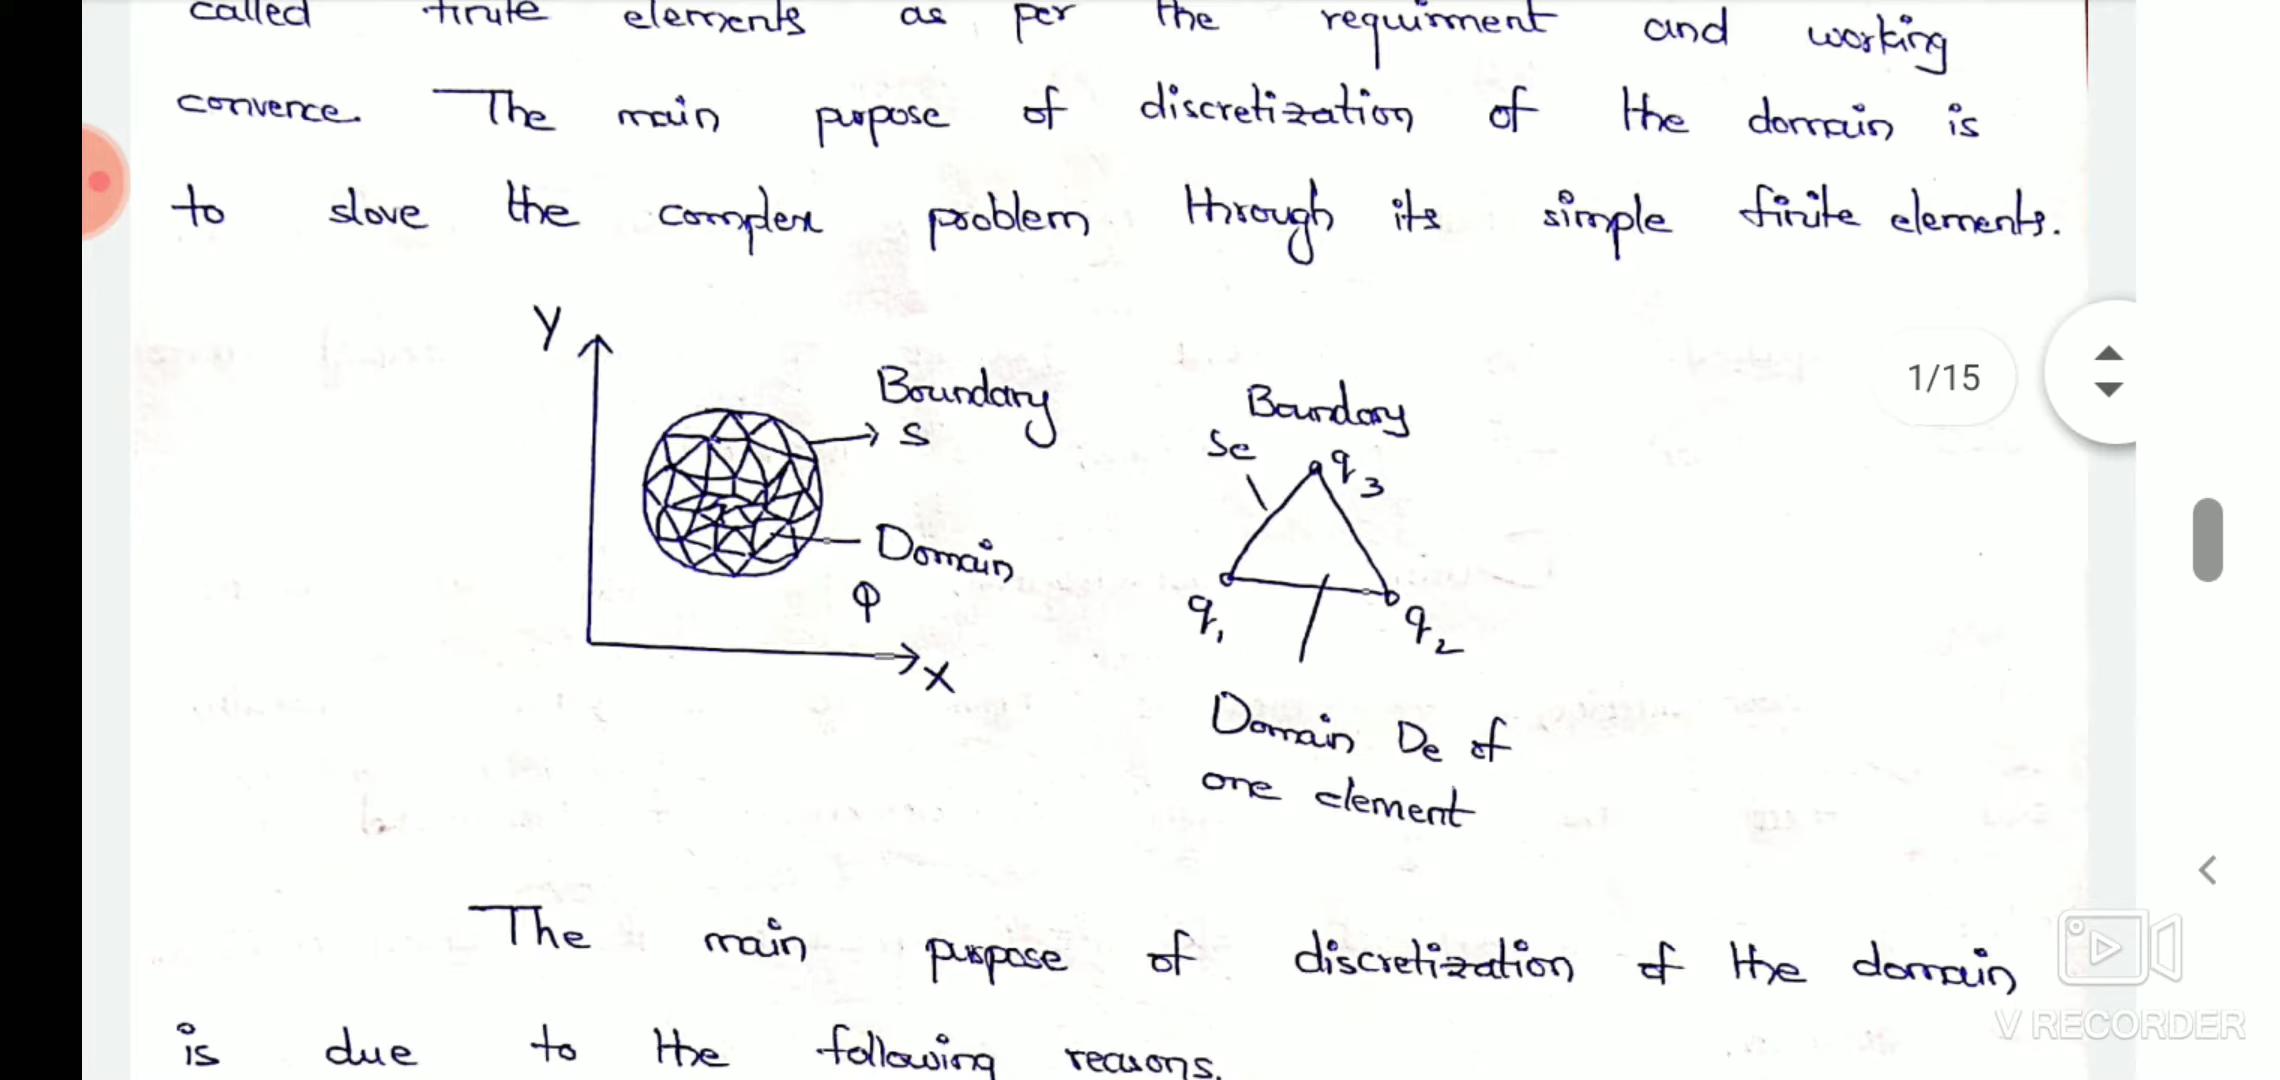 called finite elements as per the requirment and working
convence. The main purpose of discretization of the domain is
to slove the complex problem through its simple finite elements.
Y
Boundary
S
Domain
Φ
X
Boundary
Se
q3
q1
q2
Domain De of
one element
1/15
The main purpose of discretization of the domain
is due to the following reasons.
V RECORDER